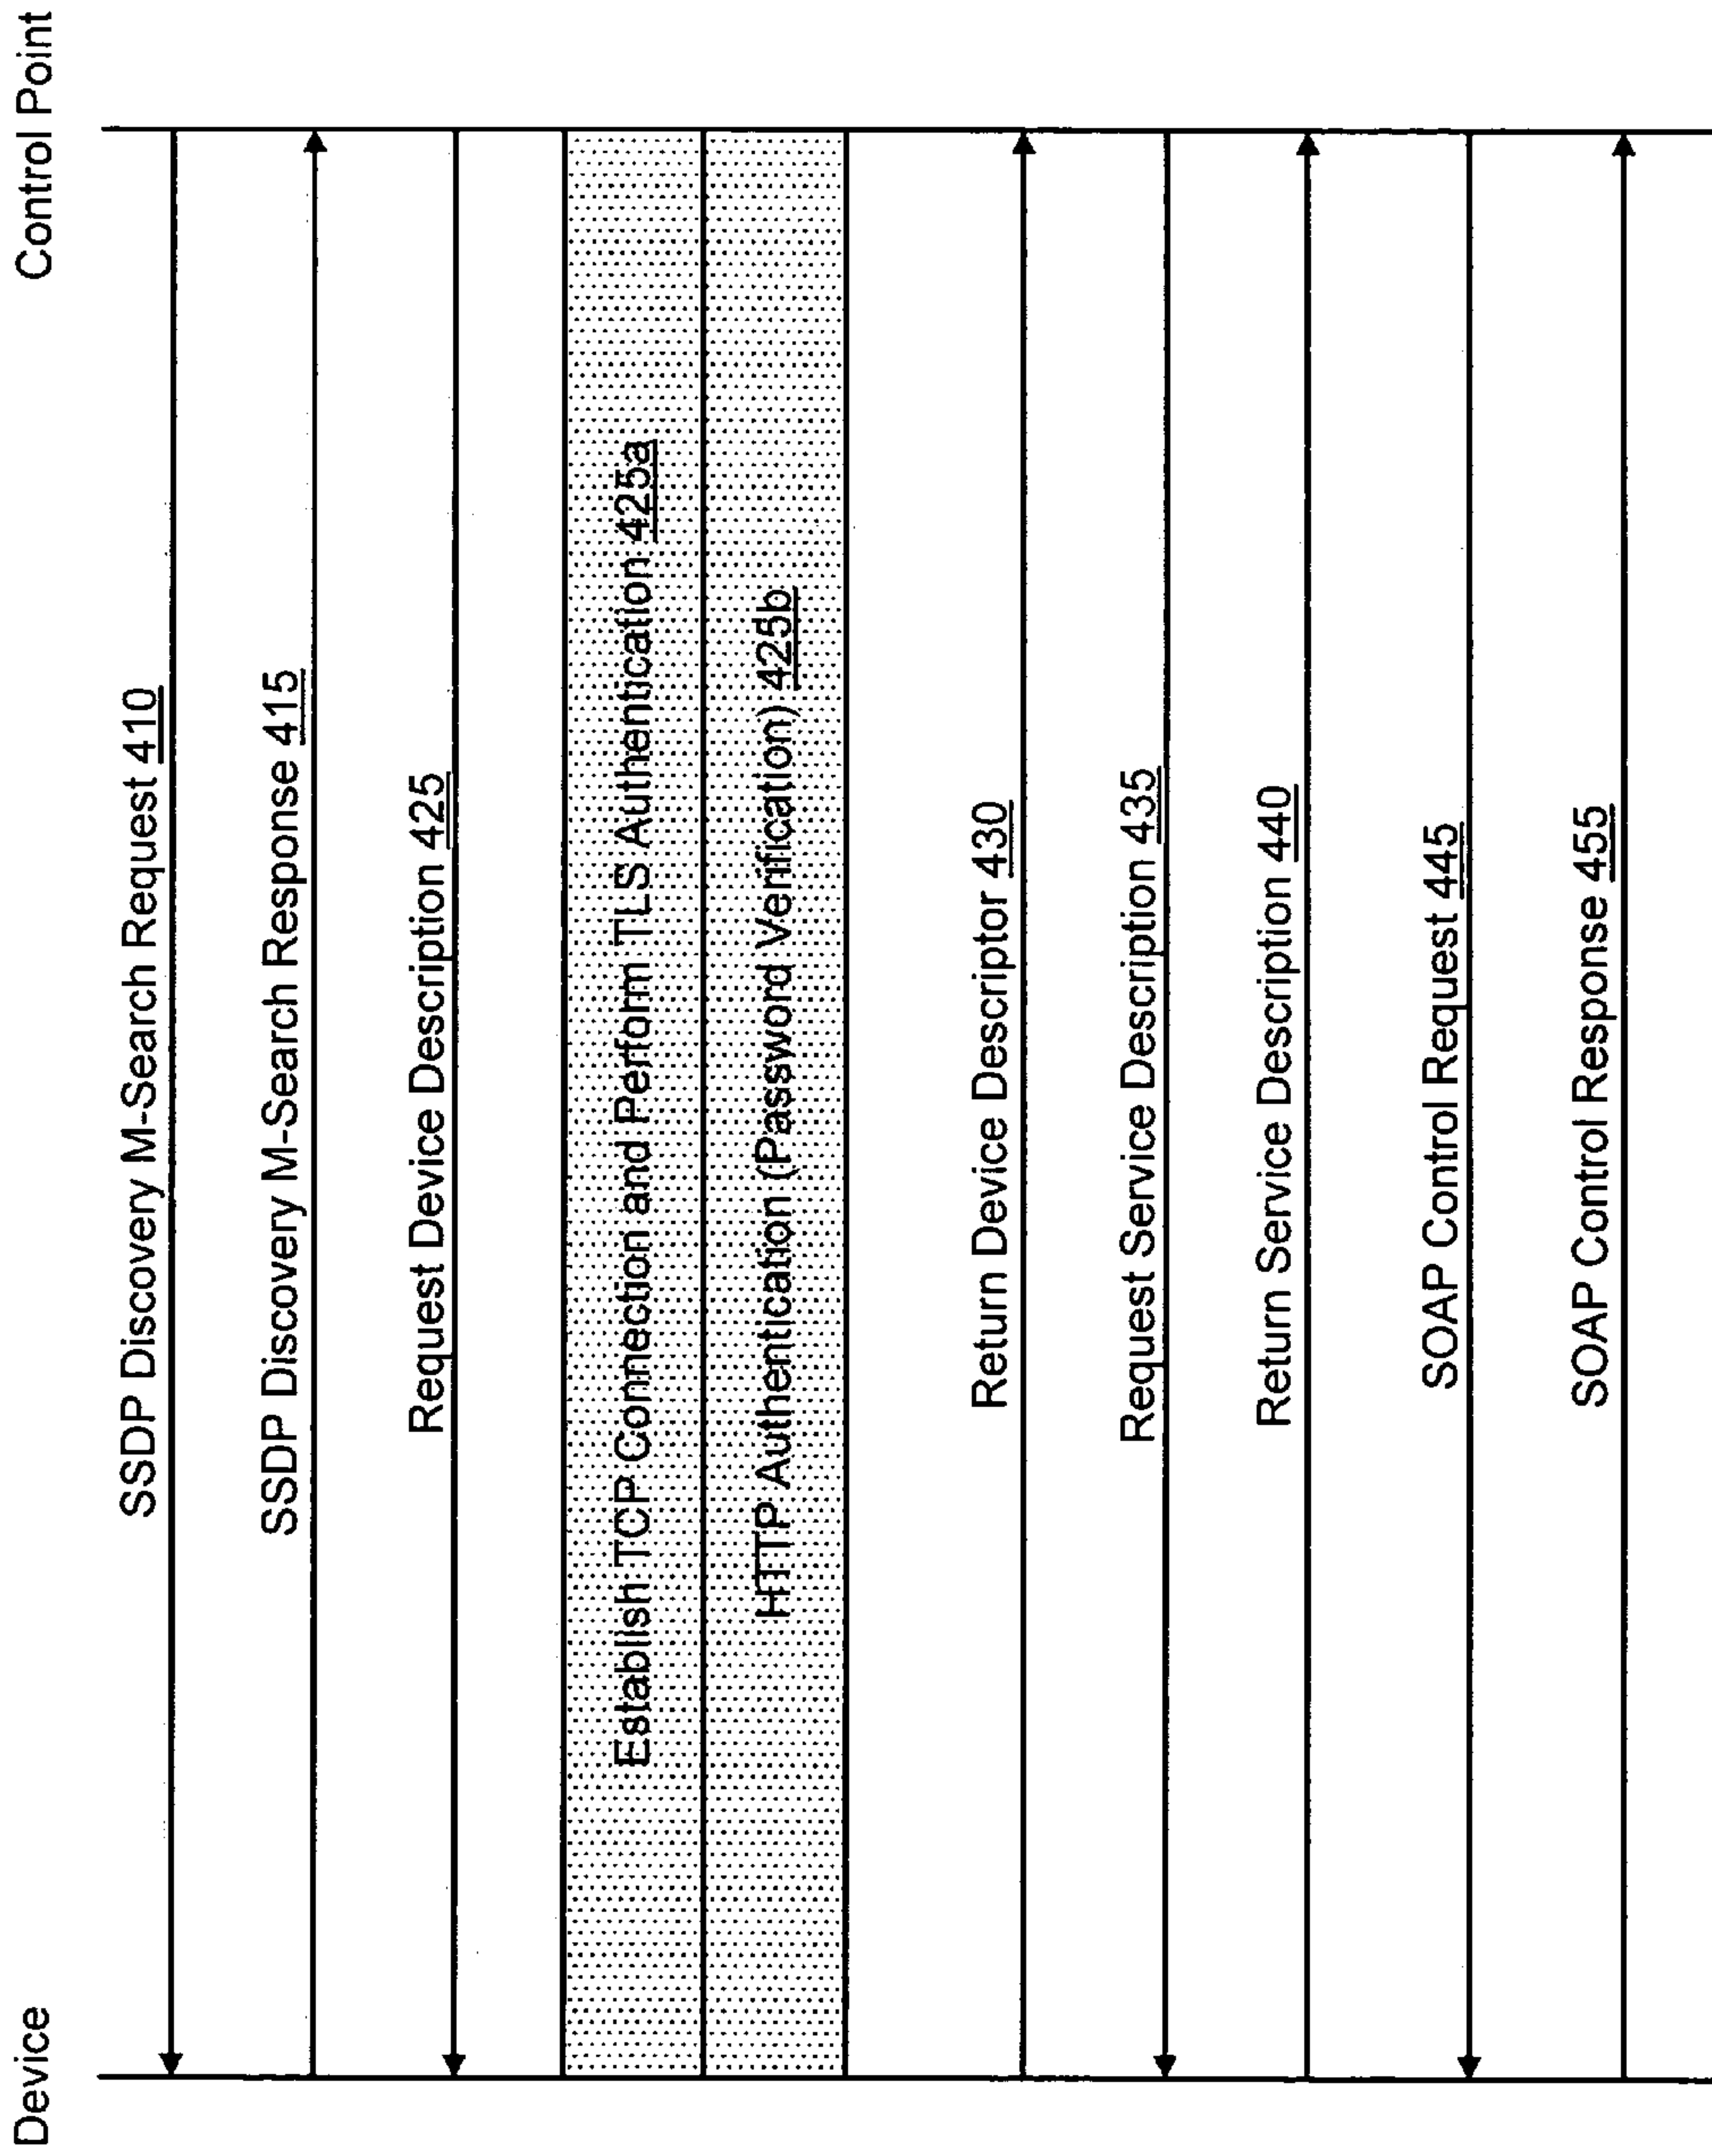 Device
Control Point
SSDP Discovery M-Search Request 410
SSDP Discovery M-Search Response 415
Request Device Description 425
Establish TCP Connection and Perform TLS Authentication 425a
HTTP Authentication (Password Verification) 425b
Return Device Descriptor 430
Request Service Description 435
Return Service Description 440
SOAP Control Request 445
SOAP Control Response 455